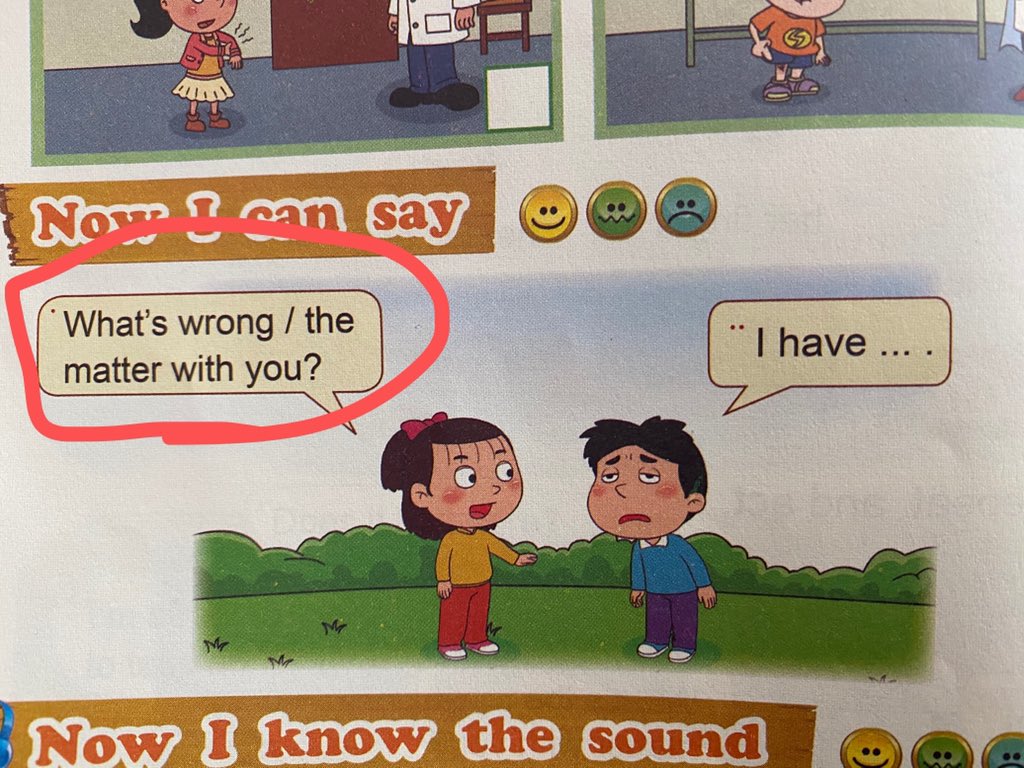 Now I can say
What's wrong / the
matter with you?
I have ... .
Now I know the sound